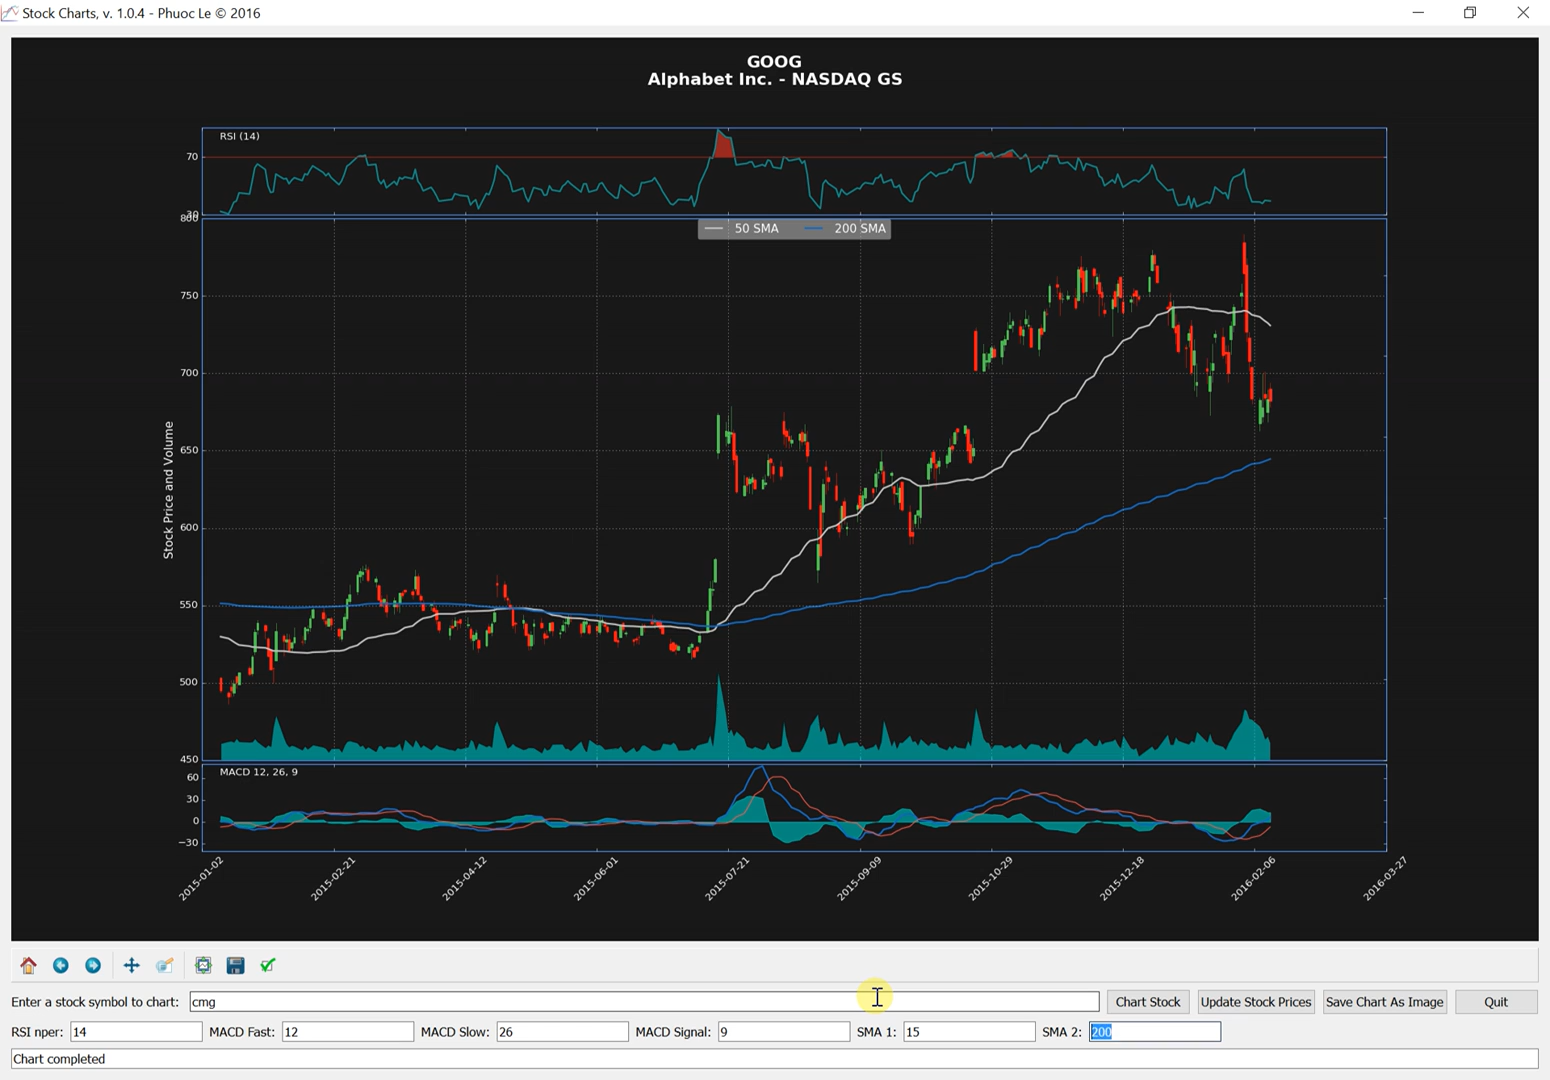 Stock Charts, v. 1.0.4 - Phuoc Le © 2016
GOOG
Alphabet Inc. - NASDAQ GS
RSI (14)
70
30
800
50 SMA 200 SMA
750
700
650
600
550
500
450
Stock Price and Volume
MACD 12, 26, 9
60
30
0
−30
2015-01-02
2015-02-21
2015-04-12
2015-06-01
2015-07-21
2015-09-09
2015-10-29
2015-12-18
2016-02-06
2016-03-27
Enter a stock symbol to chart: cmg Chart Stock Update Stock Prices Save Chart As Image Quit
RSI nper: 14 MACD Fast: 12 MACD Slow: 26 MACD Signal: 9 SMA 1: 15 SMA 2: 200
Chart completed